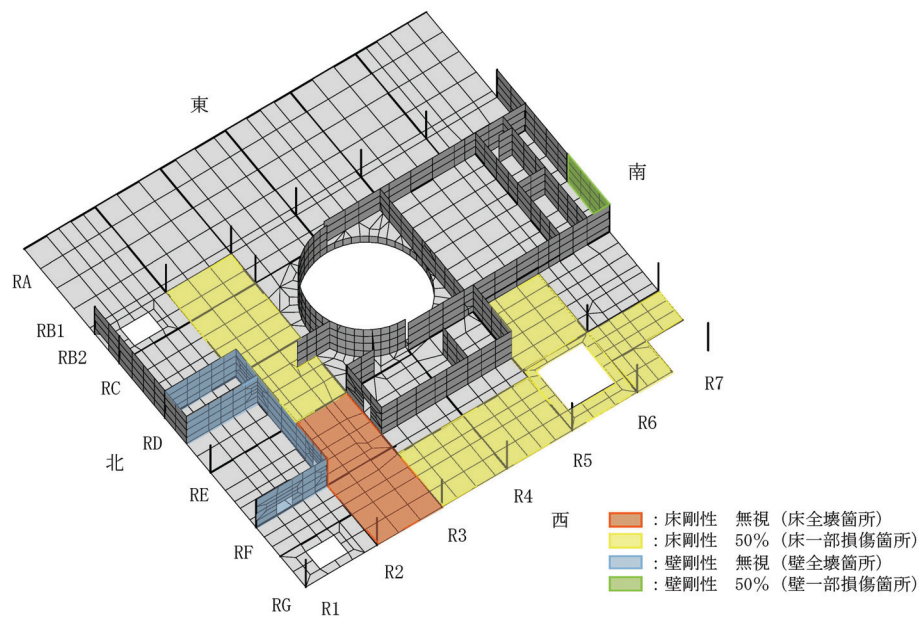 東
南
RA
RB1
RB2
RC
RD
北
RE
RF
RG
R1
R2
R3
R4
R5
R6
R7
西
：床剛性　無視（床全壊箇所）
：床剛性　50%（床一部損傷箇所）
：壁剛性　無視（壁全壊箇所）
：壁剛性　50%（壁一部損傷箇所）